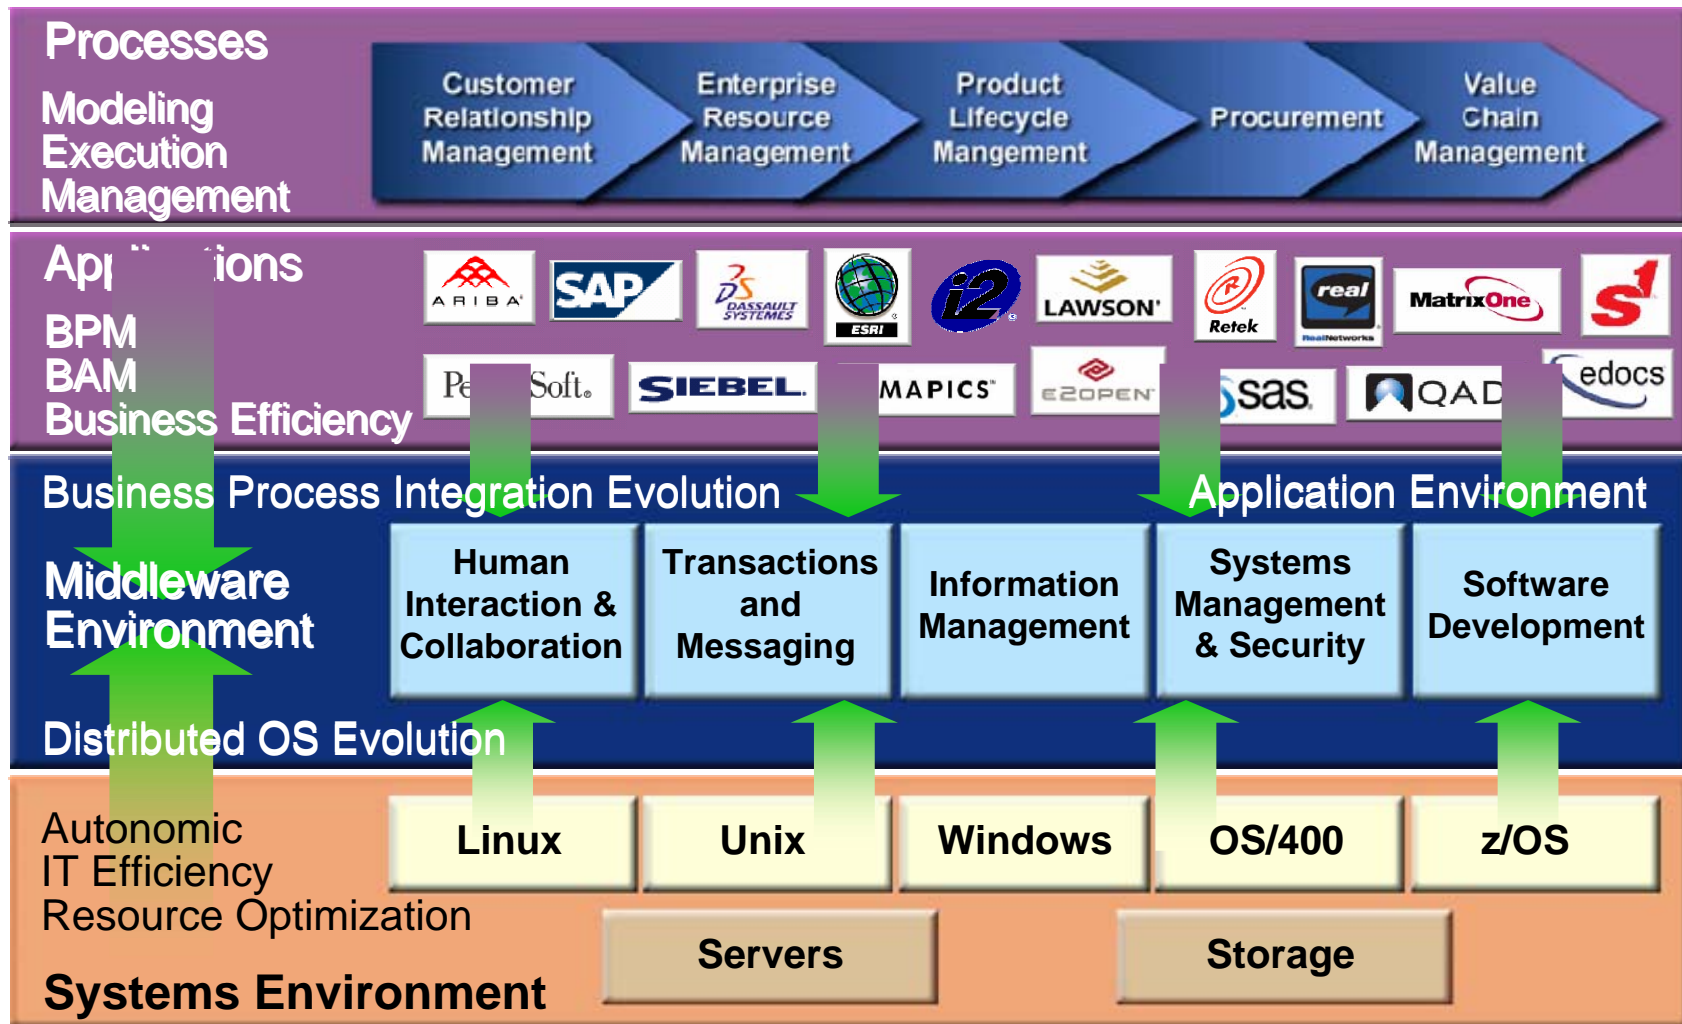 Processes
Modeling
Execution
Management
Customer
Relationship
Management
Enterprise
Resource
Management
Product
Lifecycle
Mangement
Procurement
Value
Chain
Management
BPM
BAM
Business Efficiency
ARIBA
SAP
3DS
DASSAULT
SYSTEMES
ESRI
i2
LAWSON
Retek
real
RealNetworks
MatrixOne
S1
SIEBEL
MAPICS
E2OPEN
sas
QAD
edocs
Business Process Integration Evolution
Application Environment
Middleware
Environment
Human
Interaction &
Collaboration
Transactions
and
Messaging
Information
Management
Systems
Management
& Security
Software
Development
Distributed OS Evolution
Autonomic
IT Efficiency
Resource Optimization
Linux
Unix
Windows
OS/400
z/OS
Servers
Storage
Systems Environment